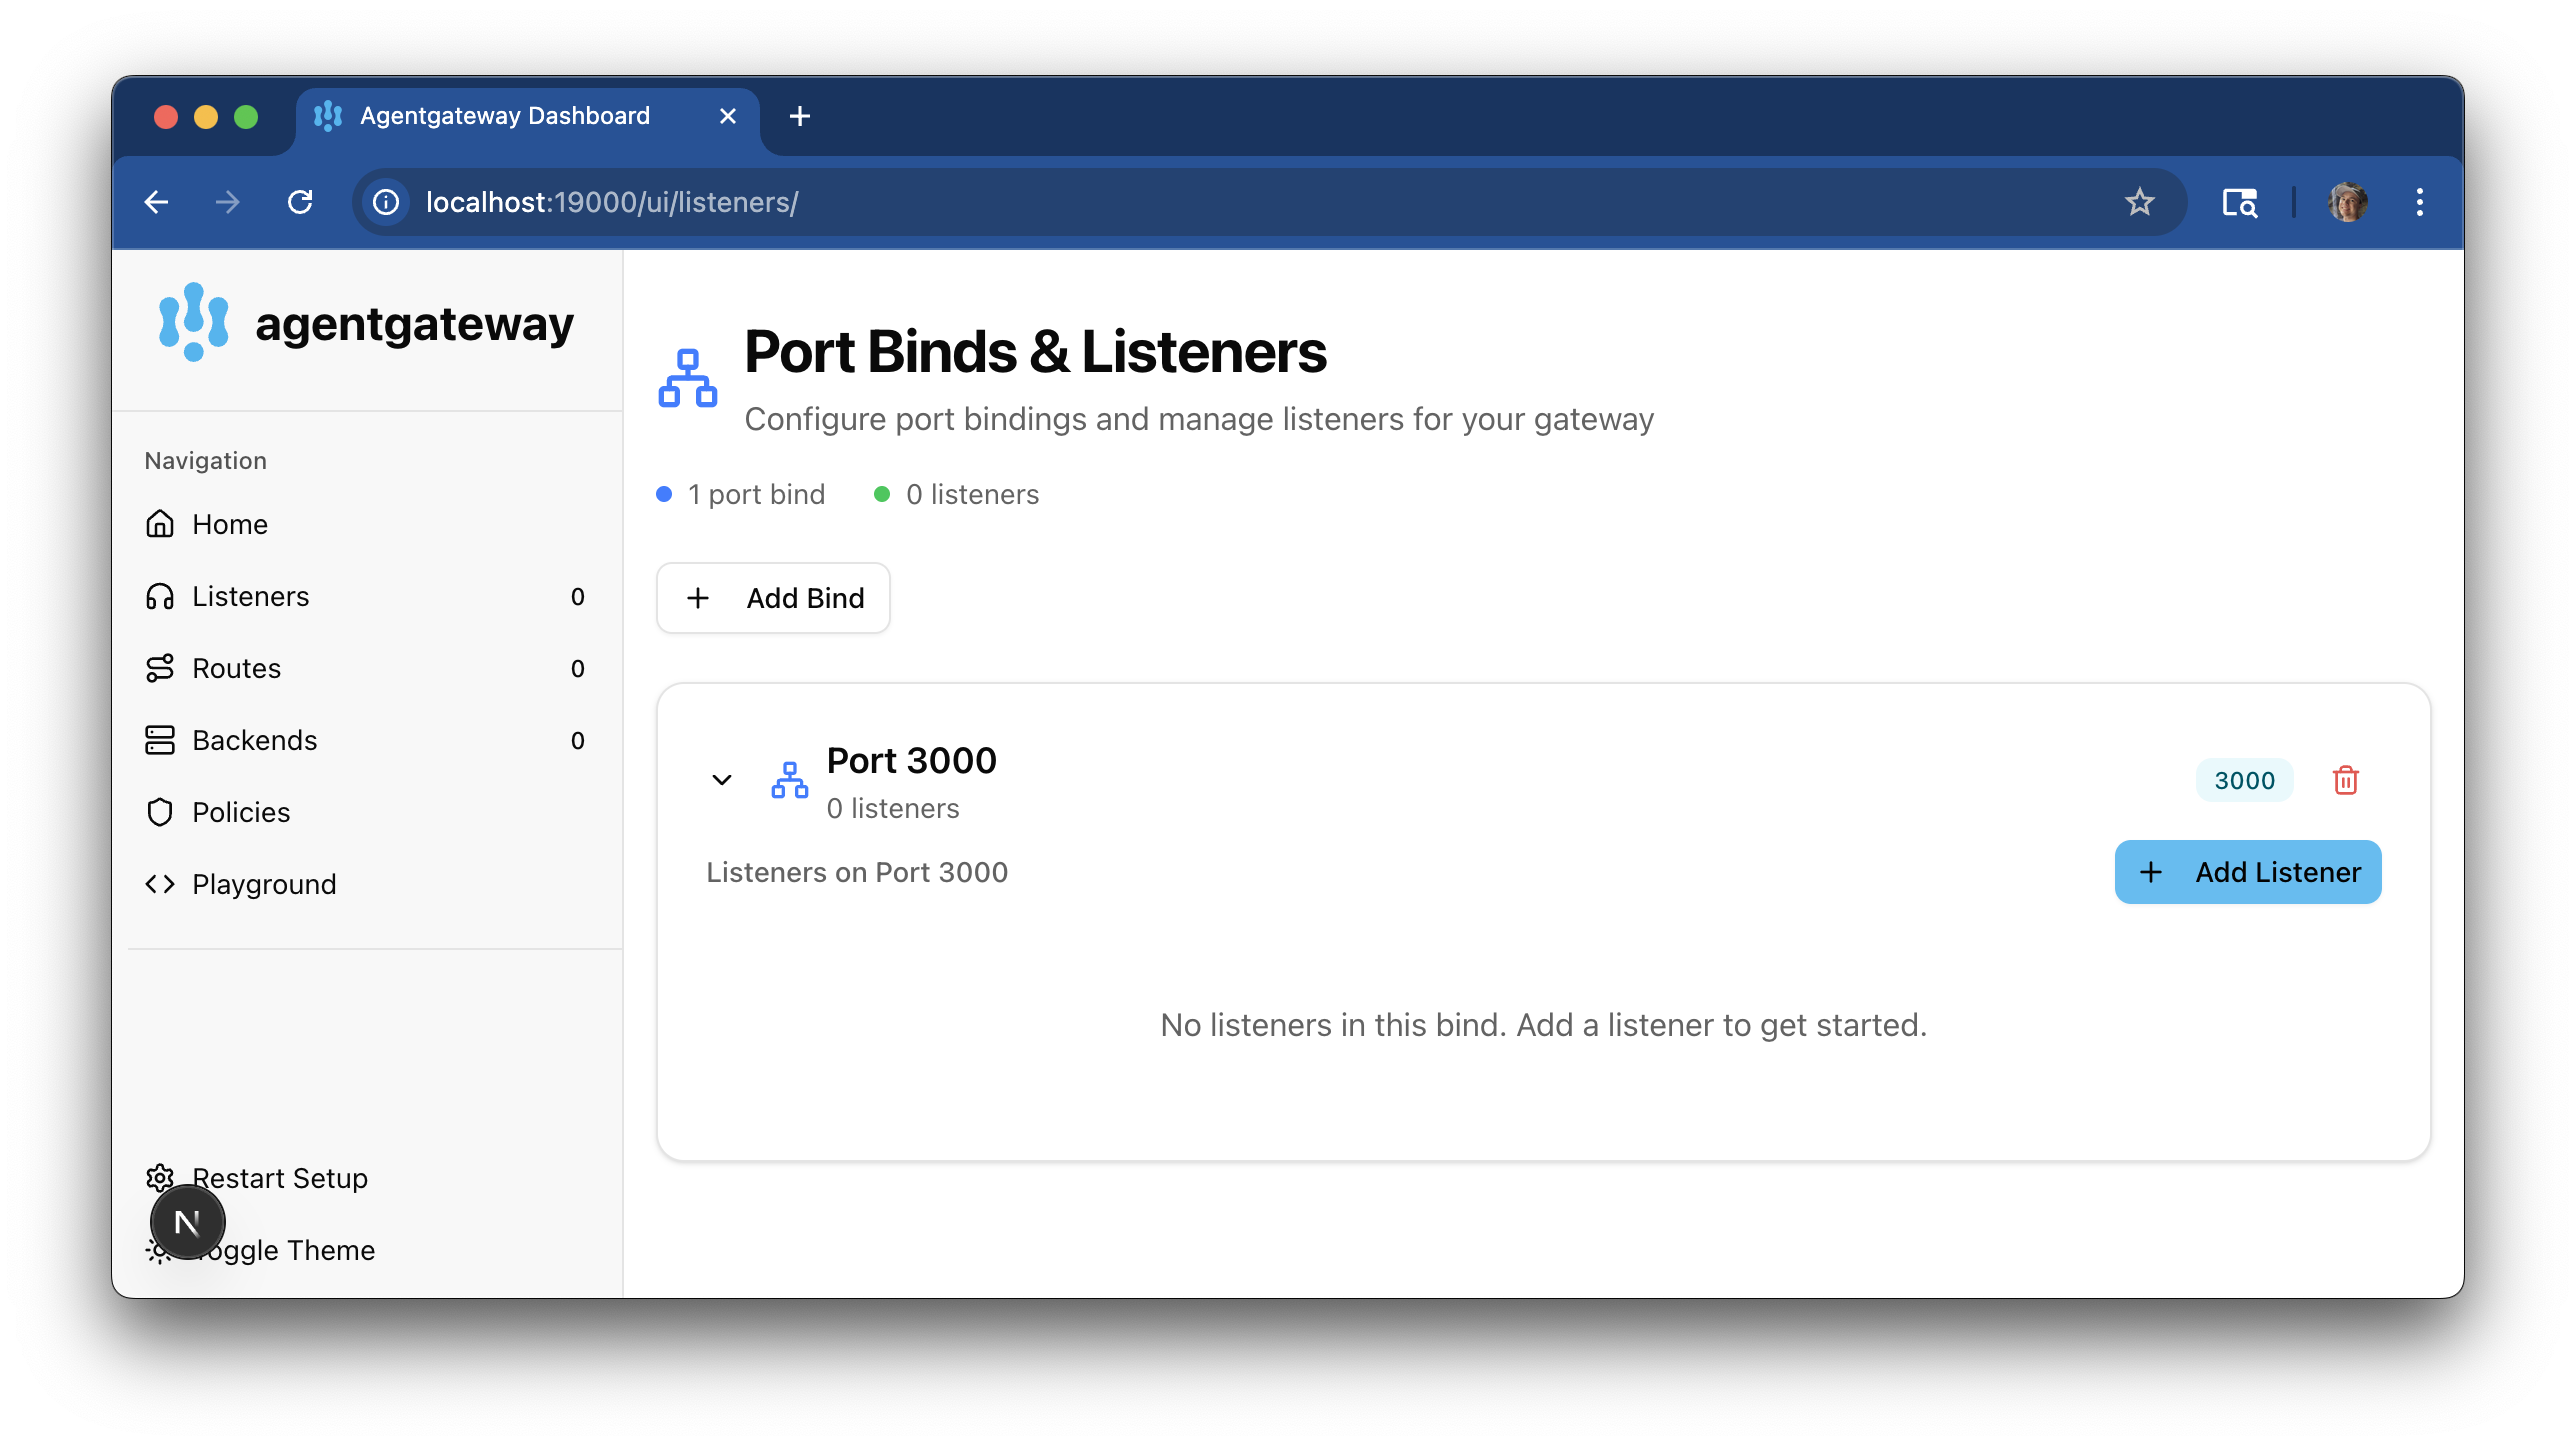 Agentgateway Dashboard
localhost:19000/ui/listeners/
agentgateway
Navigation
Home
Listeners 0
Routes 0
Backends 0
Policies
Playground
Restart Setup
N
oggle Theme
Port Binds & Listeners
Configure port bindings and manage listeners for your gateway
1 port bind 0 listeners
Add Bind
Port 3000
3000
0 listeners
Listeners on Port 3000
Add Listener
No listeners in this bind. Add a listener to get started.